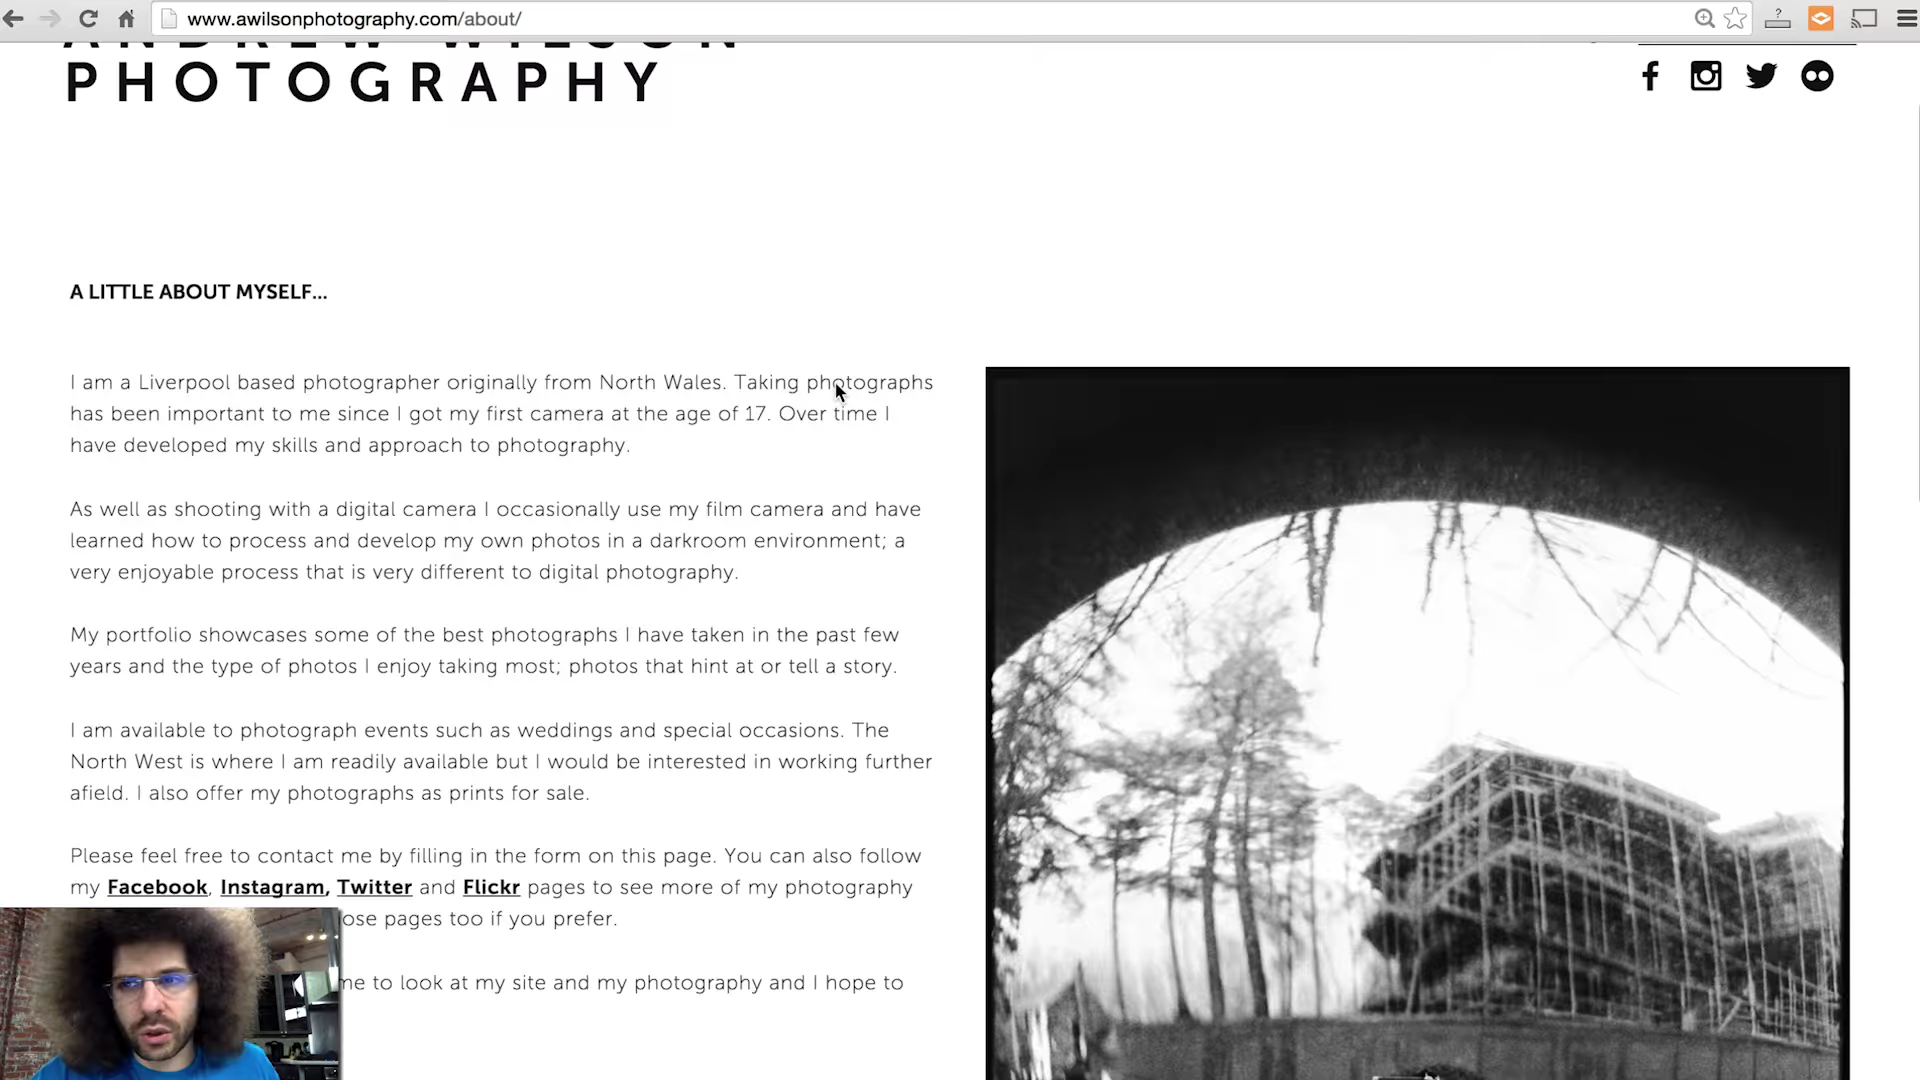 www.awilsonphotography.com/about/
ANDREW WILSON
PHOTOGRAPHY
A LITTLE ABOUT MYSELF...
I am a Liverpool based photographer originally from North Wales. Taking photographs
has been important to me since I got my first camera at the age of 17. Over time I
have developed my skills and approach to photography.
As well as shooting with a digital camera I occasionally use my film camera and have
learned how to process and develop my own photos in a darkroom environment; a
very enjoyable process that is very different to digital photography.
My portfolio showcases some of the best photographs I have taken in the past few
years and the type of photos I enjoy taking most; photos that hint at or tell a story.
I am available to photograph events such as weddings and special occasions. The
North West is where I am readily available but I would be interested in working further
afield. I also offer my photographs as prints for sale.
Please feel free to contact me by filling in the form on this page. You can also follow
my Facebook, Instagram, Twitter and Flickr pages to see more of my photography
ose pages too if you prefer.
me to look at my site and my photography and I hope to